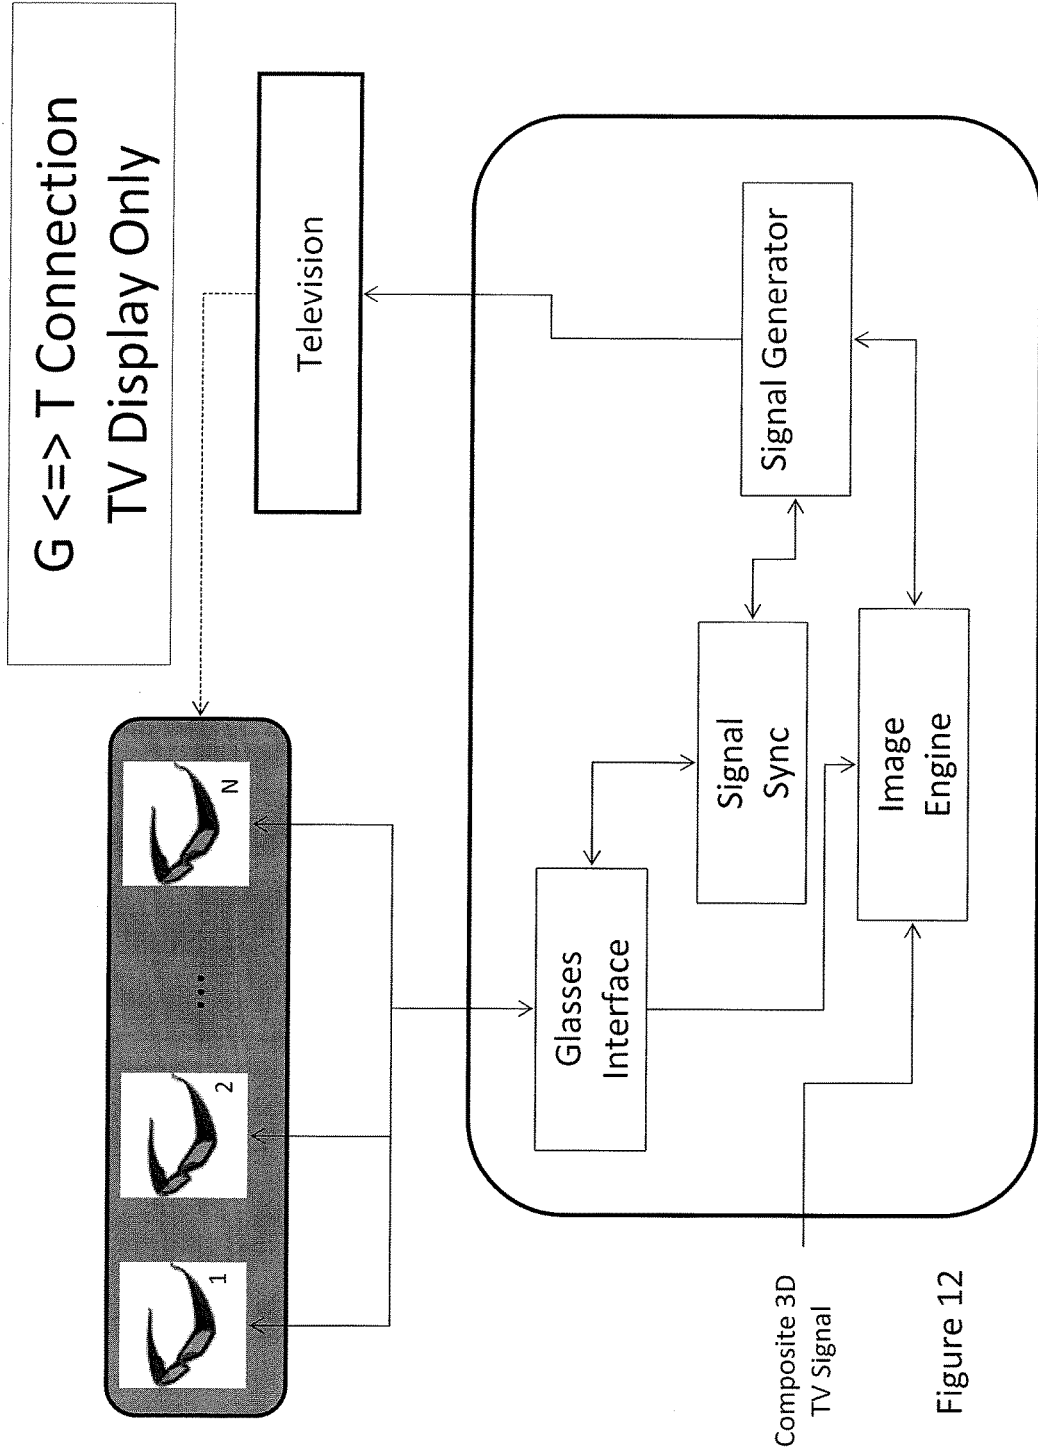 G <=> T Connection
TV Display Only
1
2
...
N
Television
Glasses
Interface
Signal
Sync
Signal Generator
Image
Engine
Composite 3D
TV Signal
Figure 12